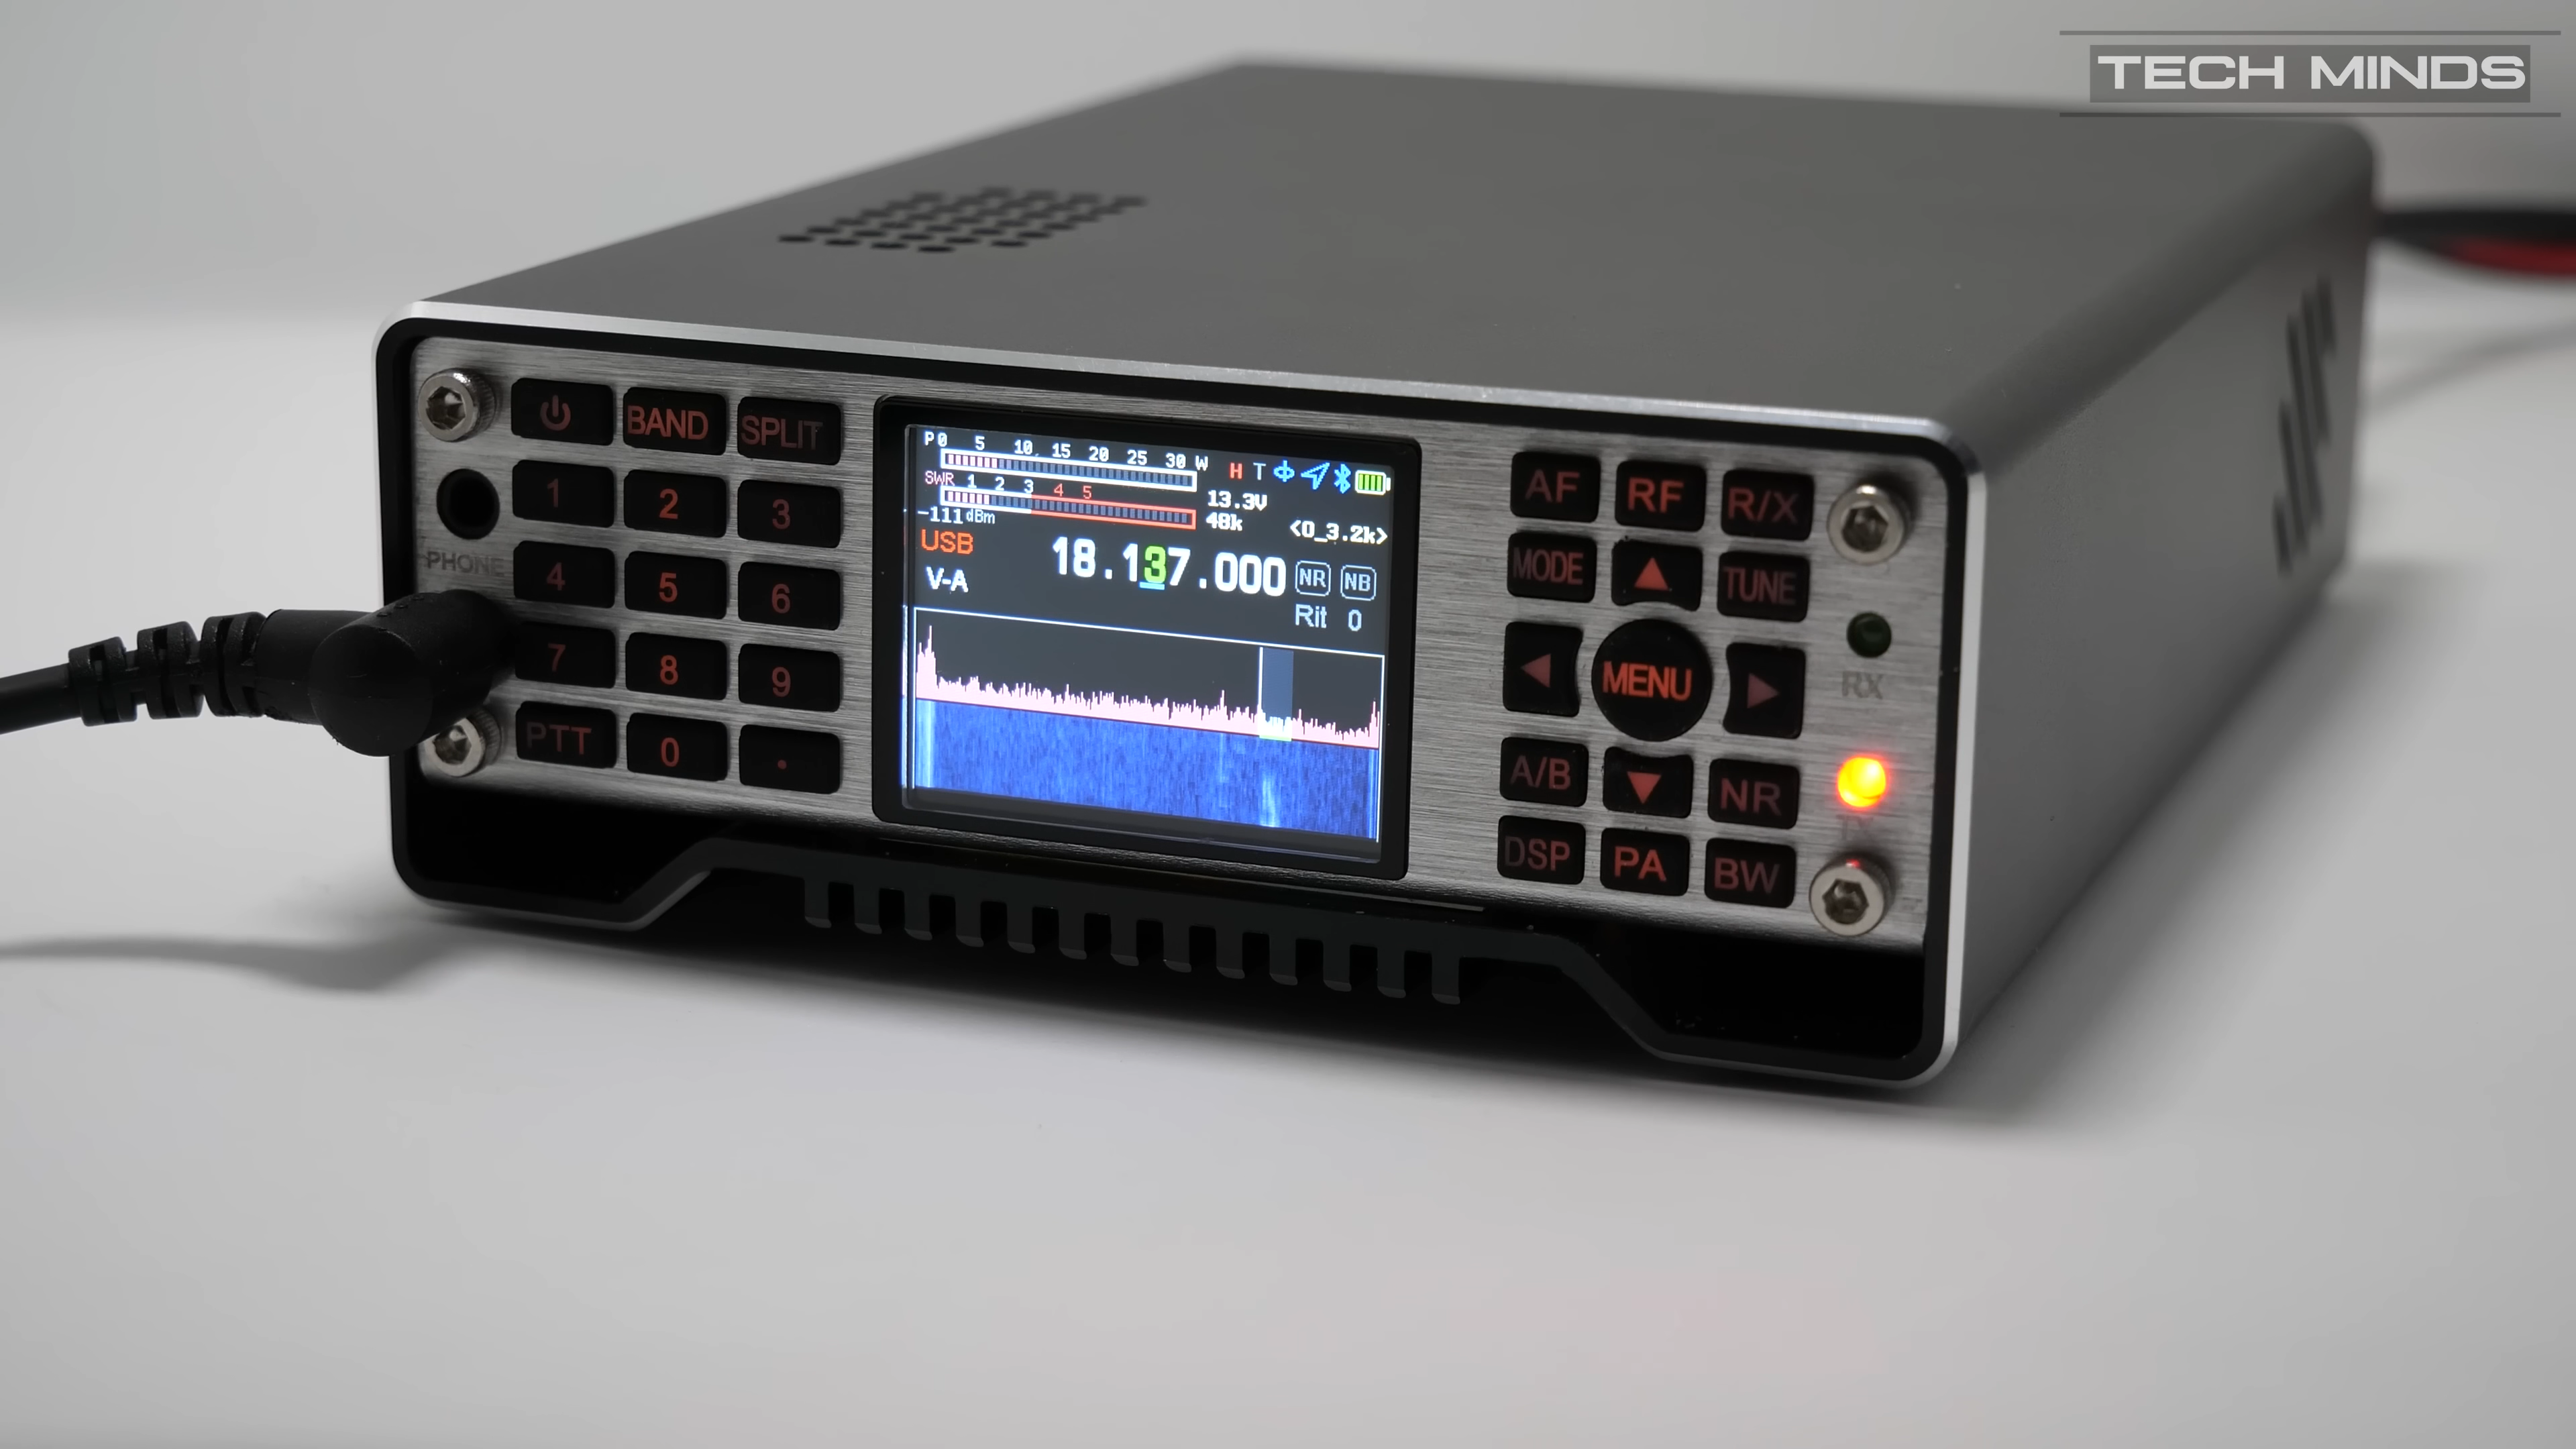 TECH MINDS
BAND SPLIT
1 2 3
PHONE
4 5 6
7 8 9
PTT 0 .
P0 5 10 15 20 25 30 W H T
SWR 1 2 3 4 5
13.3V
-111dBm 48k <0_3.2k>
USB 18.137.000 NR NB
V-A
Rit 0
AF RF R/X
MODE TUNE
MENU
RX
A/B NR
DSP PA BW